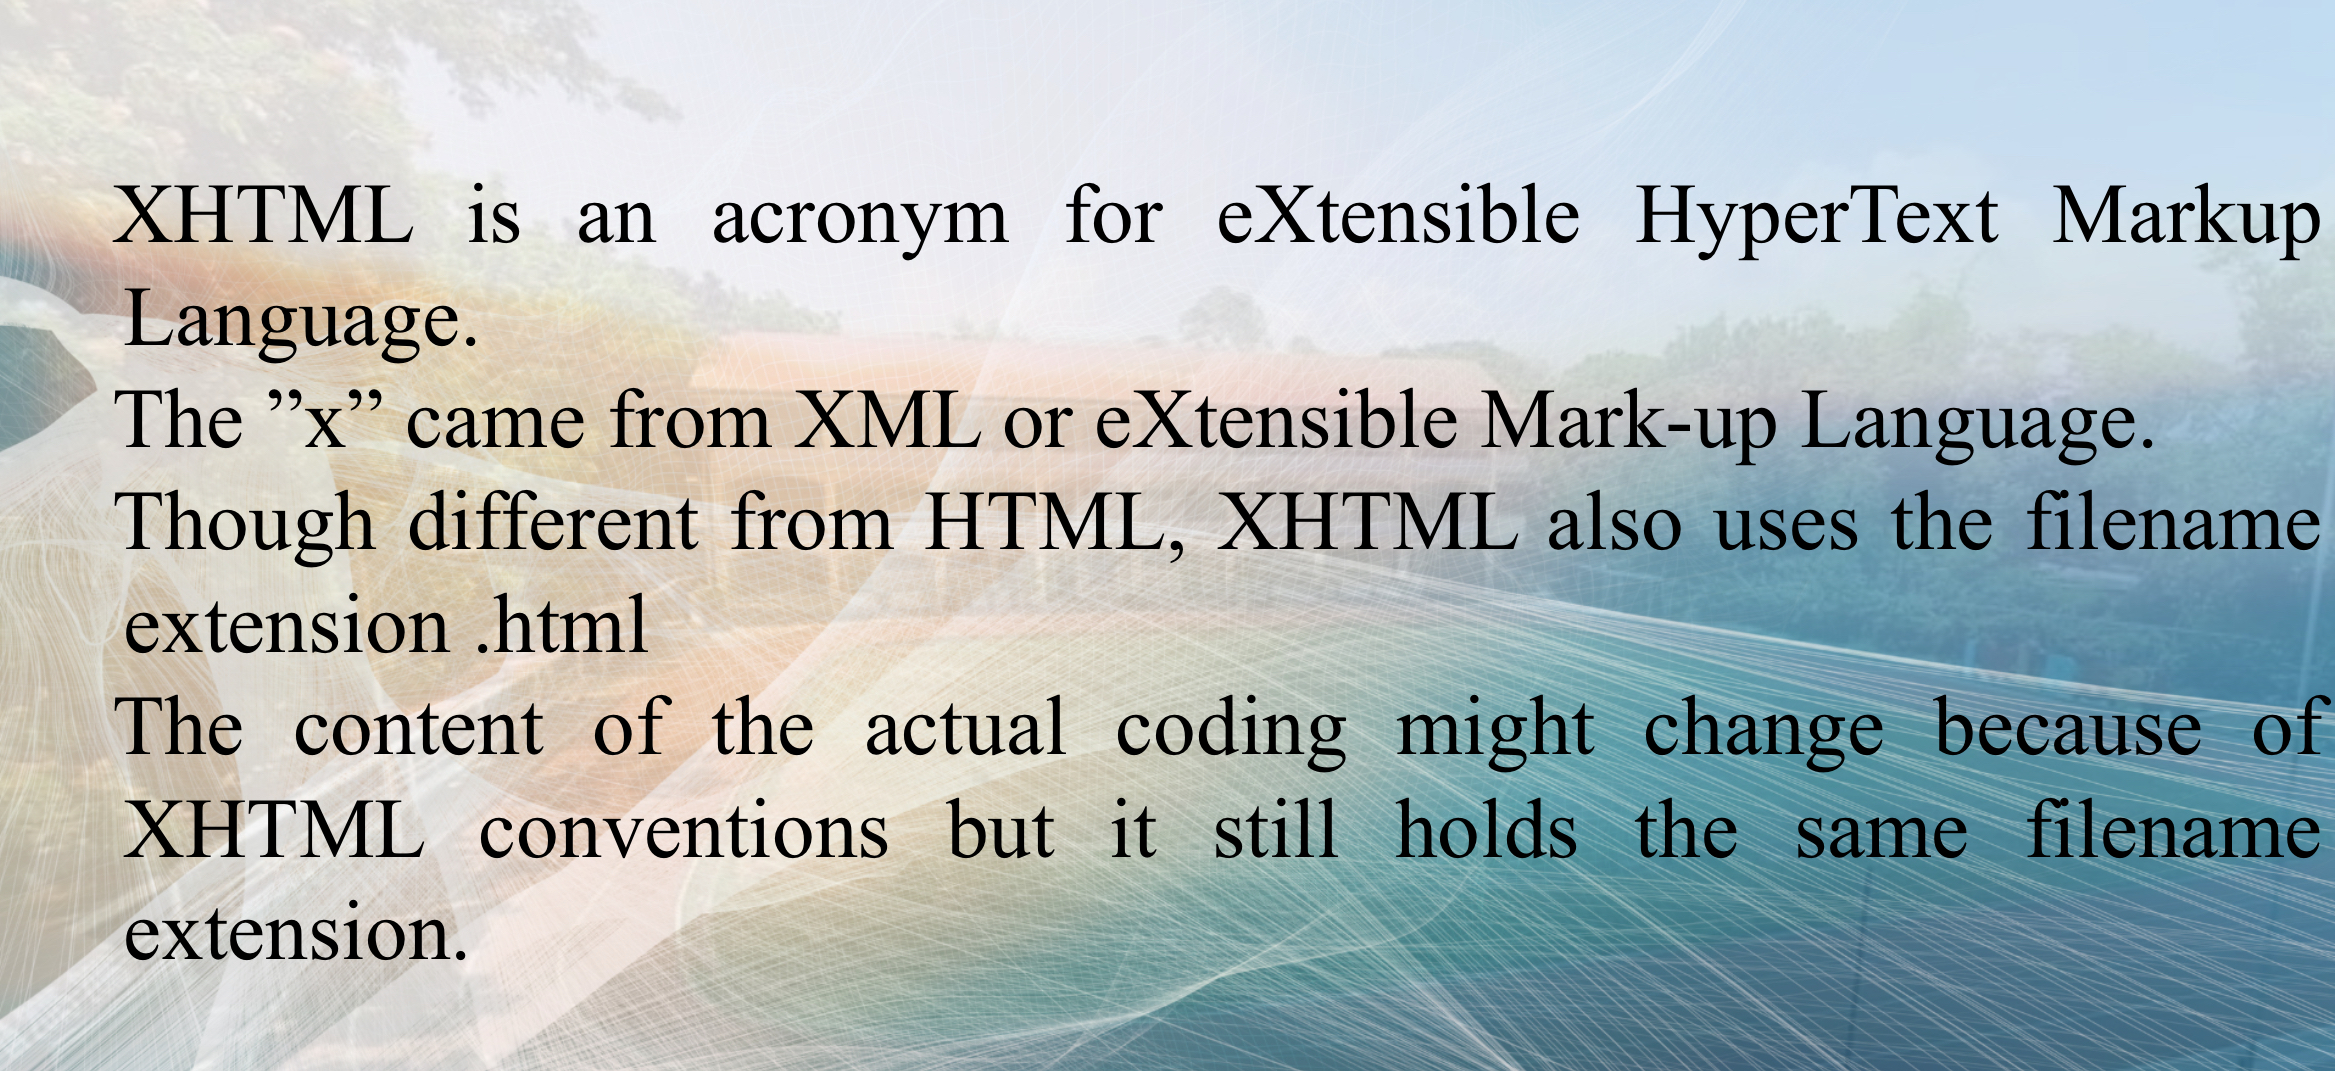 XHTML is an acronym for eXtensible HyperText Markup
Language.
The ”x” came from XML or eXtensible Mark-up Language.
Though different from HTML, XHTML also uses the filename
extension .html
The content of the actual coding might change because of
XHTML conventions but it still holds the same filename
extension.